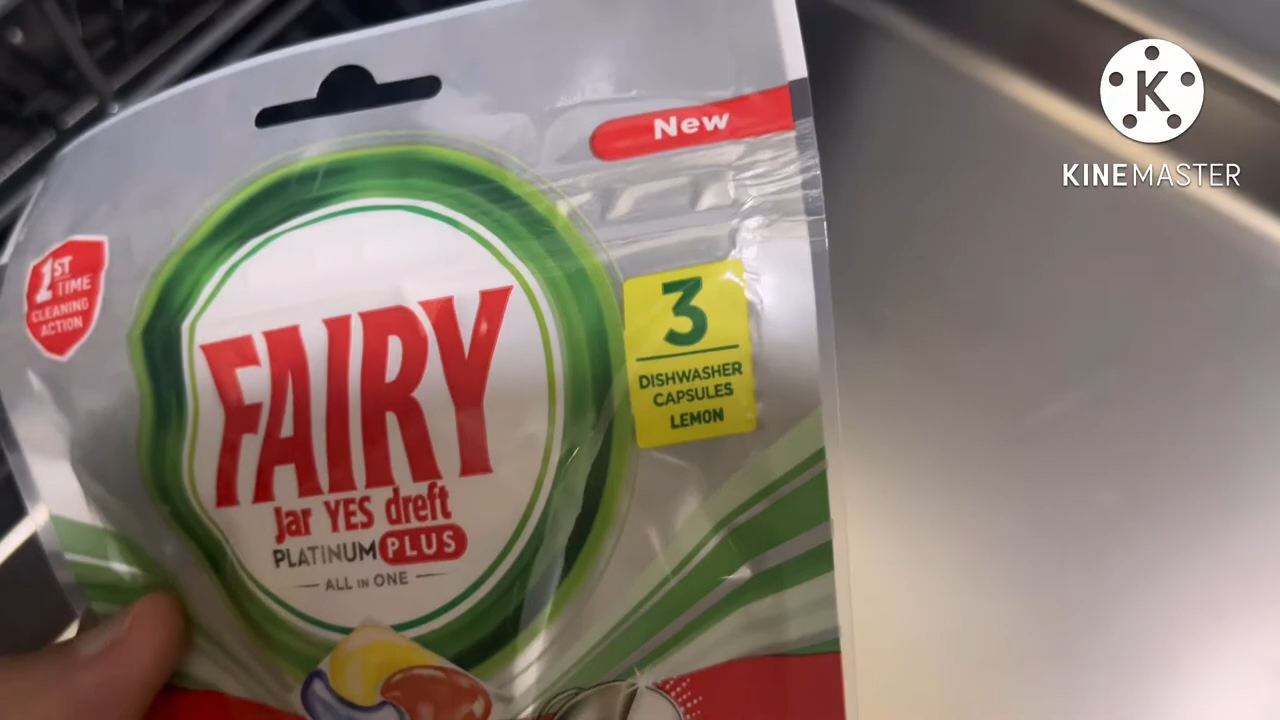 New
1ST
TIME
CLEANING
ACTION
3
DISHWASHER
CAPSULES
LEMON
FAIRY
Jar YES dreft
PLATINUM PLUS
ALL IN ONE
K
KINEMASTER